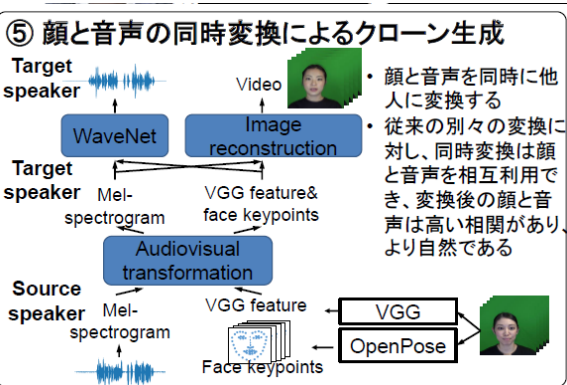 ⑤ 顔と音声の同時変換によるクローン生成
Target
speaker
Video
WaveNet
Image
reconstruction
Target
speaker
Mel-
spectrogram
VGG feature&
face keypoints
Audiovisual
transformation
Source
speaker
Mel-
spectrogram
VGG feature
Face keypoints
VGG
OpenPose
• 顔と音声を同時に他
人に変換する
• 従来の別々の変換に
対し、同時変換は顔
と音声を相互利用で
き、変換後の顔と音
声は高い相関があり、
より自然である